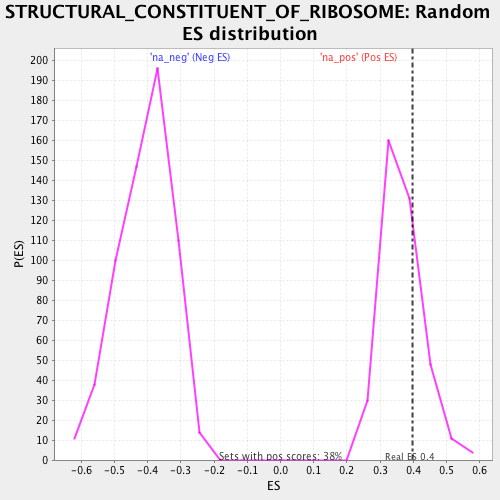 STRUCTURAL_CONSTITUENT_OF_RIBOSOME: Random
ES distribution
'na_neg' (Neg ES)
'na_pos' (Pos ES)
200
190
180
170
160
150
140
130
120
110
100
90
80
70
60
50
40
30
20
10
0
P(ES)
Sets with pos scores: 38%
Real ES 0.4
-0.6 -0.5 -0.4 -0.3 -0.2 -0.1 0.0 0.1 0.2 0.3 0.4 0.5 0.6
ES